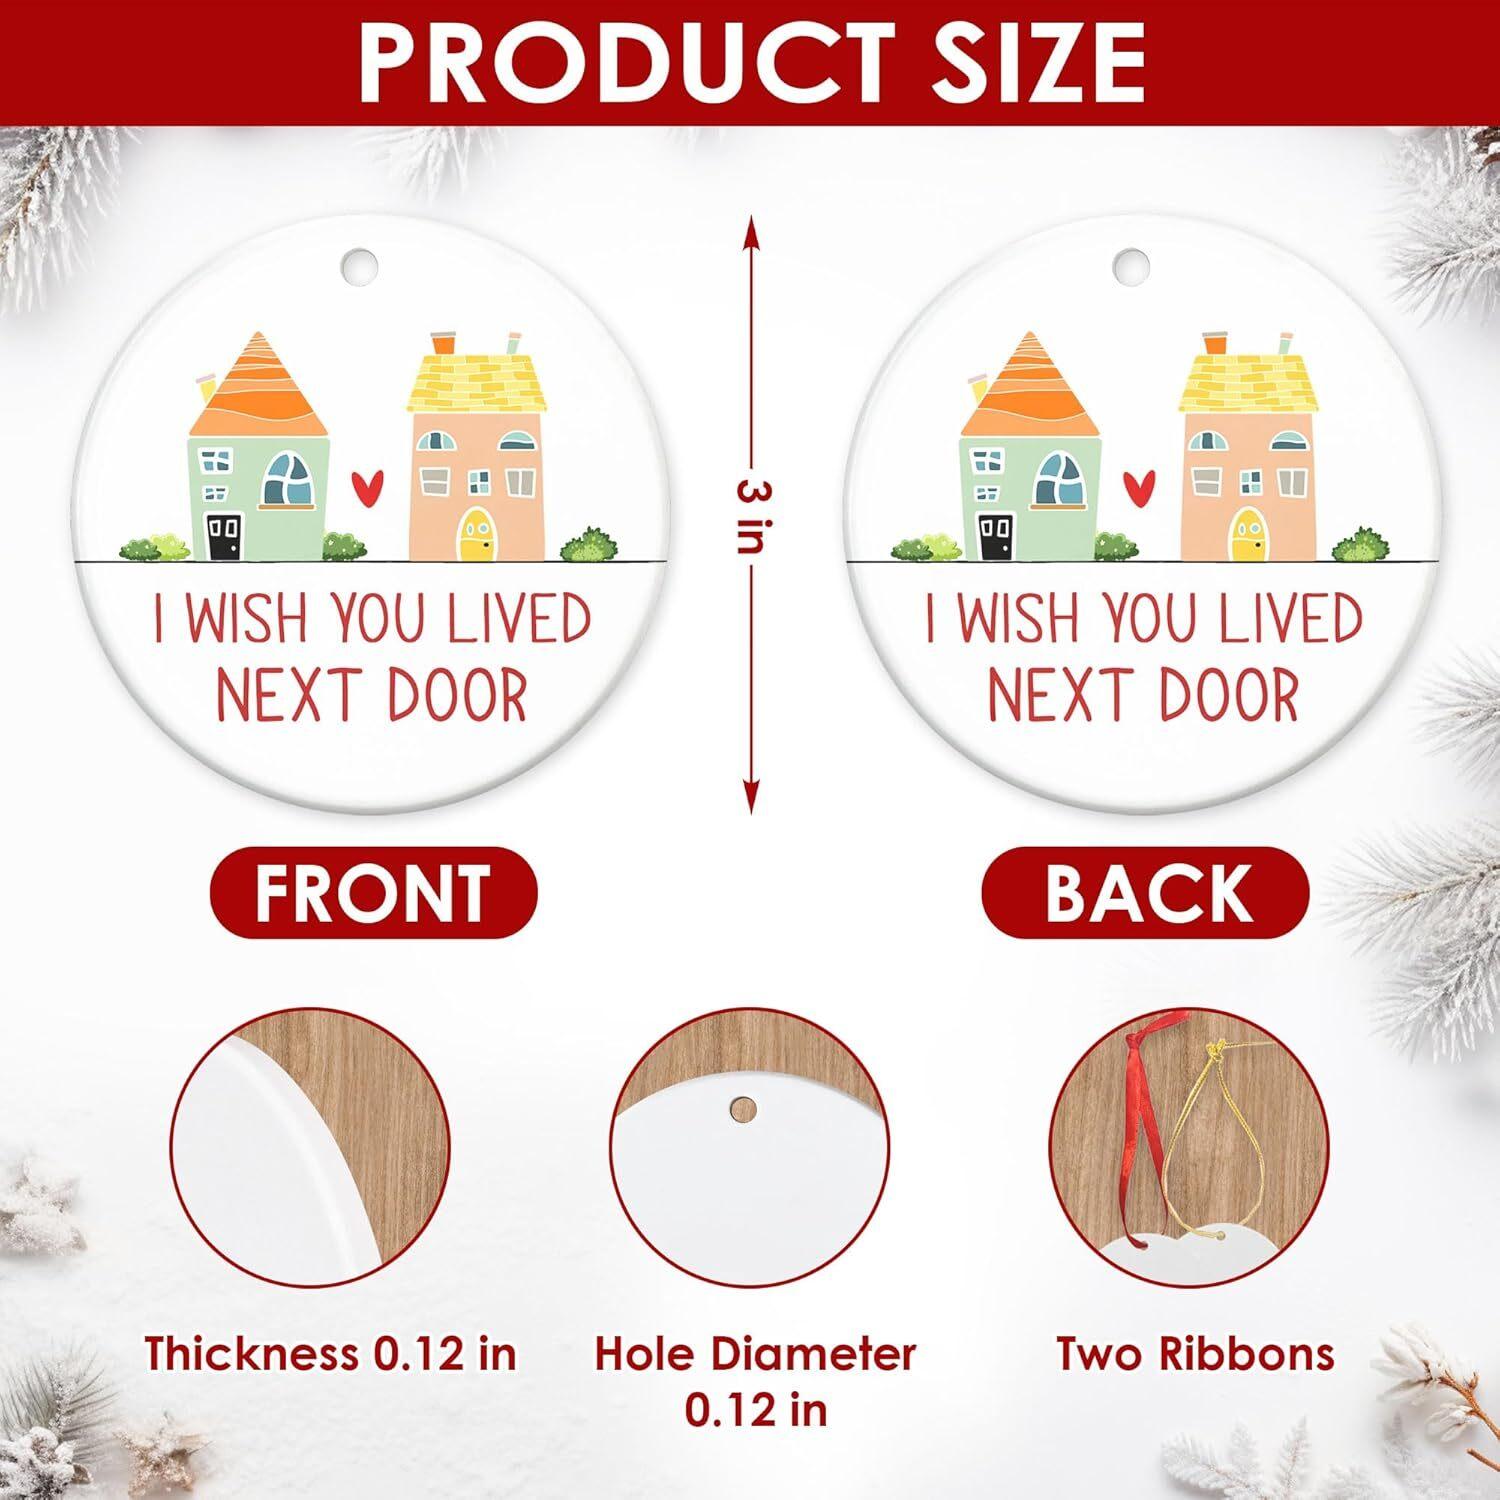 PRODUCT SIZE
I WISH YOU LIVED
NEXT DOOR
3 in
I WISH YOU LIVED
NEXT DOOR
FRONT
BACK
Thickness 0.12 in
Hole Diameter
0.12 in
Two Ribbons